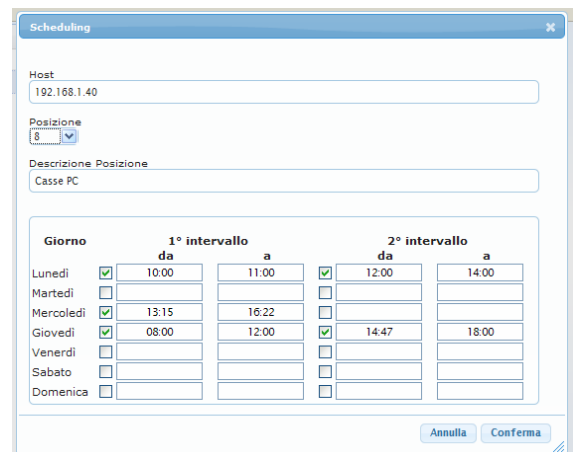 Scheduling
Host
192.168.1.40
Posizione
8
Descrizione Posizione
Casse PC
Giorno 1° intervallo 2° intervallo
da a da a
Lunedì 10:00 11:00 12:00 14:00
Martedì
Mercoledì 13:15 16:22
Giovedì 08:00 12:00 14:47 18:00
Venerdì
Sabato
Domenica
Annulla Conferma